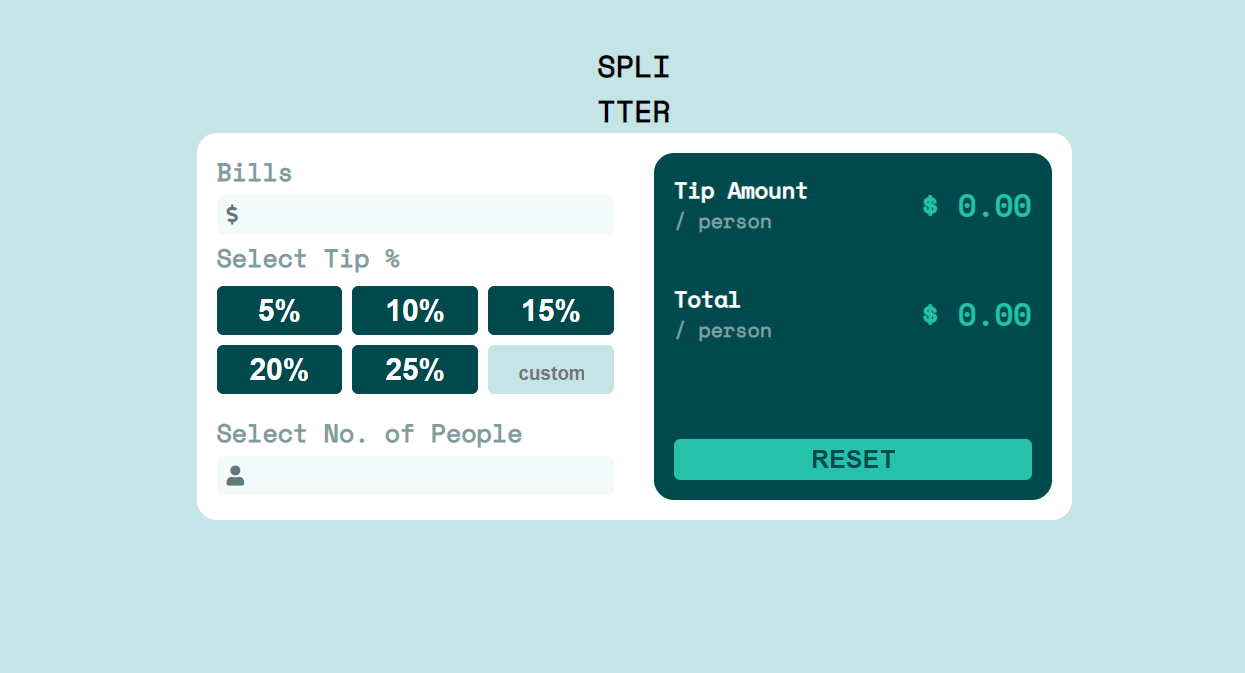 SPLI
TTER
Bills
$
Select Tip %
5% 10% 15%
20% 25% custom
Select No. of People
Tip Amount
/ person
$ 0.00
Total
/ person
$ 0.00
RESET